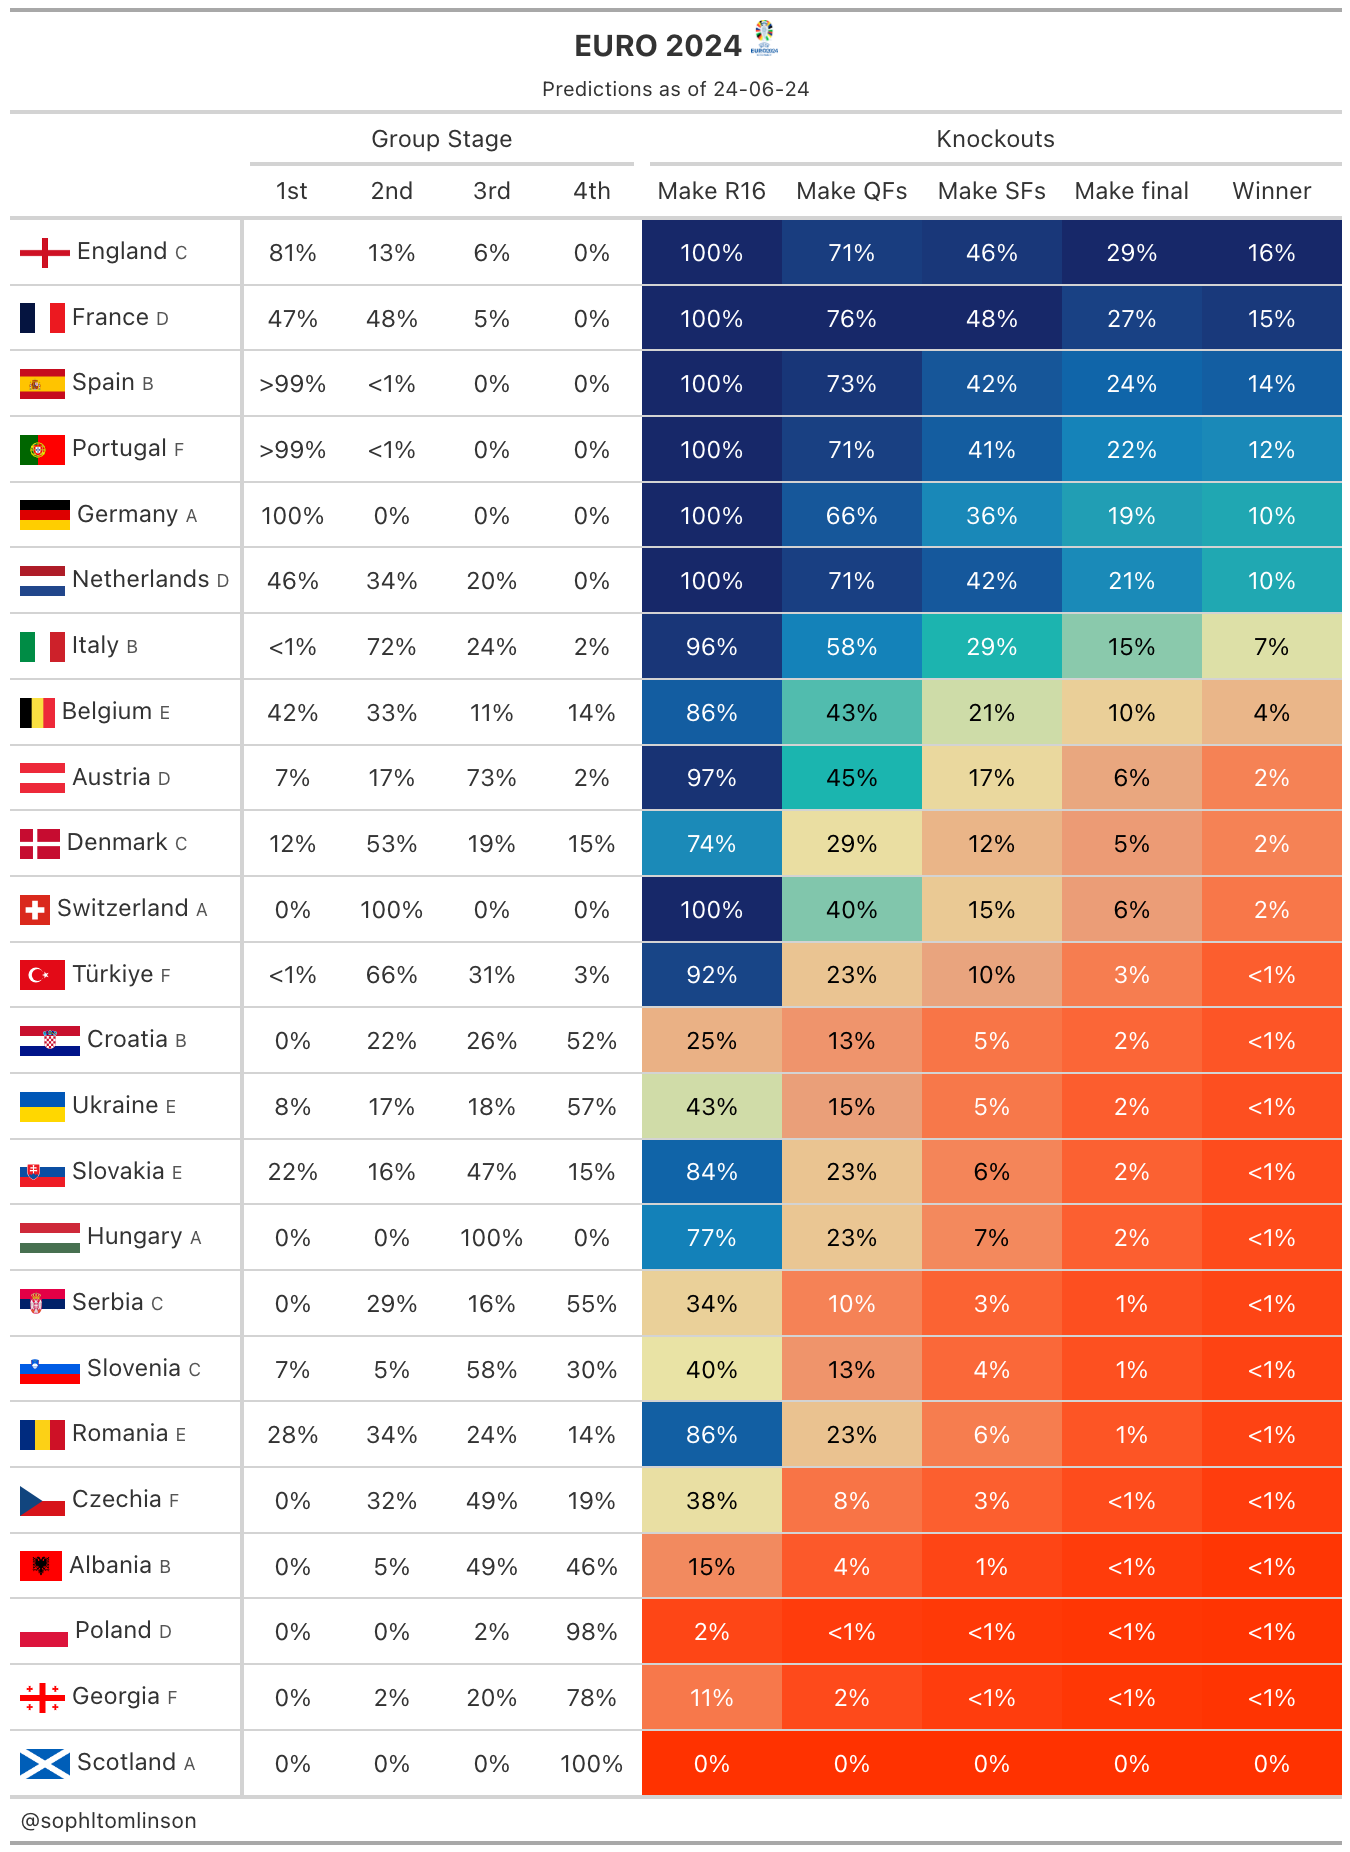 EURO 2024 EURO2024
Predictions as of 24-06-24
Group Stage Knockouts
1st 2nd 3rd 4th Make R16 Make QFs Make SFs Make final Winner
England C 81% 13% 6% 0% 100% 71% 46% 29% 16%
France D 47% 48% 5% 0% 100% 76% 48% 27% 15%
Spain B >99% <1% 0% 0% 100% 73% 42% 24% 14%
Portugal F >99% <1% 0% 0% 100% 71% 41% 22% 12%
Germany A 100% 0% 0% 0% 100% 66% 36% 19% 10%
Netherlands D 46% 34% 20% 0% 100% 71% 42% 21% 10%
Italy B <1% 72% 24% 2% 96% 58% 29% 15% 7%
Belgium E 42% 33% 11% 14% 86% 43% 21% 10% 4%
Austria D 7% 17% 73% 2% 97% 45% 17% 6% 2%
Denmark C 12% 53% 19% 15% 74% 29% 12% 5% 2%
Switzerland A 0% 100% 0% 0% 100% 40% 15% 6% 2%
Türkiye F <1% 66% 31% 3% 92% 23% 10% 3% <1%
Croatia B 0% 22% 26% 52% 25% 13% 5% 2% <1%
Ukraine E 8% 17% 18% 57% 43% 15% 5% 2% <1%
Slovakia E 22% 16% 47% 15% 84% 23% 6% 2% <1%
Hungary A 0% 0% 100% 0% 77% 23% 7% 2% <1%
Serbia C 0% 29% 16% 55% 34% 10% 3% 1% <1%
Slovenia C 7% 5% 58% 30% 40% 13% 4% 1% <1%
Romania E 28% 34% 24% 14% 86% 23% 6% 1% <1%
Czechia F 0% 32% 49% 19% 38% 8% 3% <1% <1%
Albania B 0% 5% 49% 46% 15% 4% 1% <1% <1%
Poland D 0% 0% 2% 98% 2% <1% <1% <1% <1%
Georgia F 0% 2% 20% 78% 11% 2% <1% <1% <1%
Scotland A 0% 0% 0% 100% 0% 0% 0% 0% 0%
@sophltomlinson